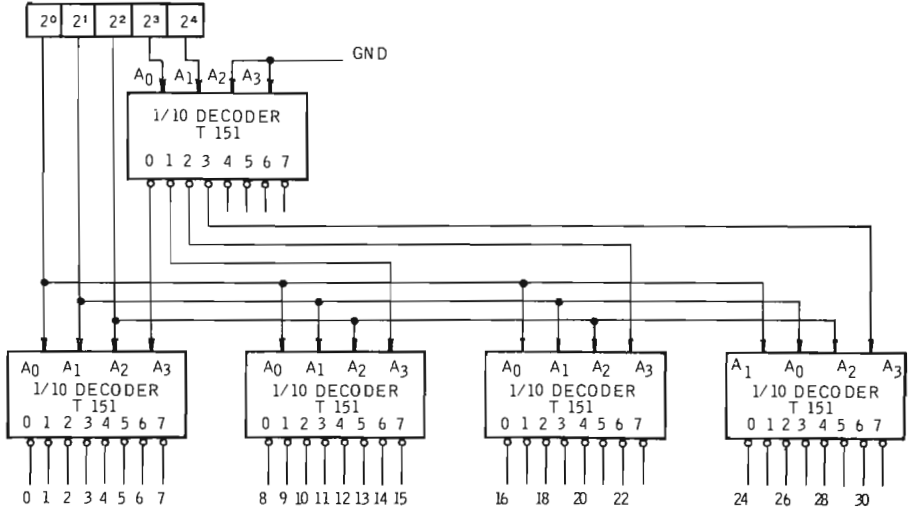 2⁰ 2¹ 2² 2³ 2⁴
GND
A0 A1 A2 A3
1/10 DECODER
T 151
0 1 2 3 4 5 6 7
A0 A1 A2 A3 A0 A1 A2 A3 A0 A1 A2 A3 A1 A0 A2 A3
1/10 DECODER 1/10 DECODER 1/10 DECODER 1/10 DECODER
T 151 T 151 T 151 T 151
0 1 2 3 4 5 6 7 0 1 2 3 4 5 6 7 0 1 2 3 4 5 6 7 0 1 2 3 4 5 6 7
0 1 2 3 4 5 6 7 8 9 10 11 12 13 14 15 16 18 20 22 24 26 28 30